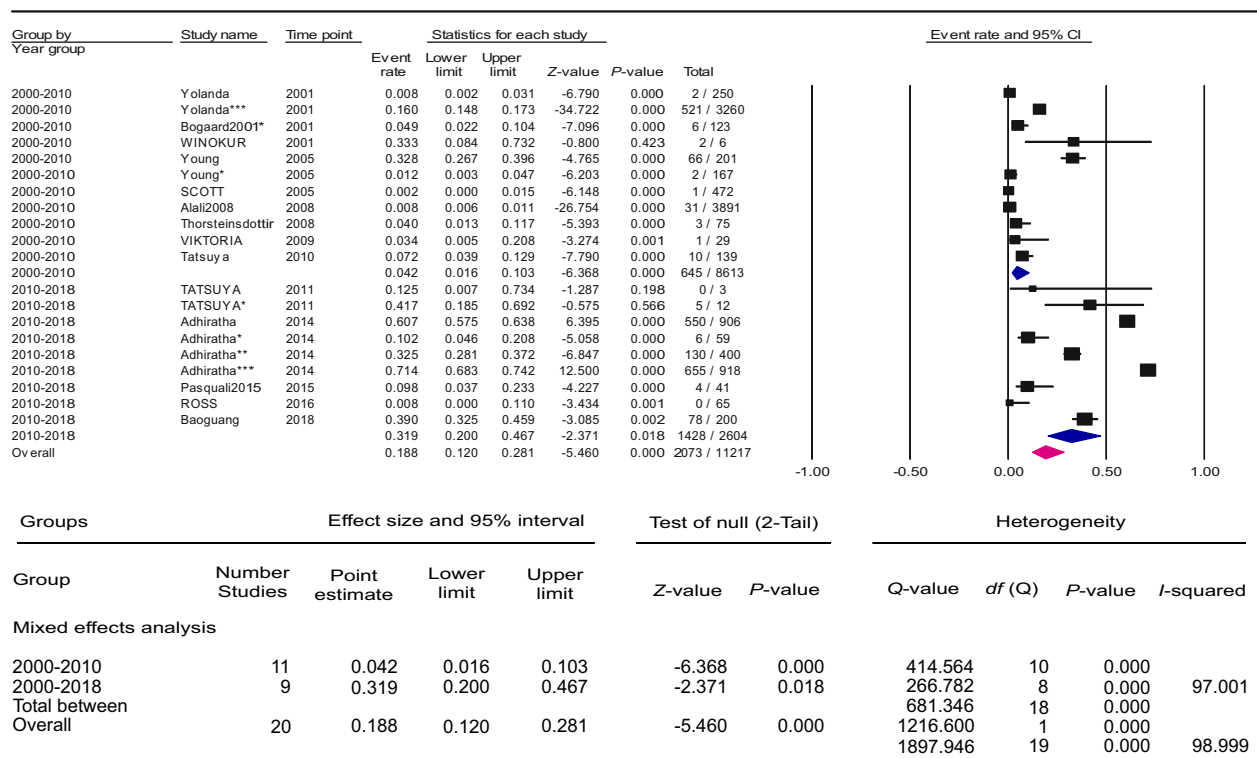 Group by Study name Time point Statistics for each study Event rate and 95% CI
Year group
Event Lower Upper
rate limit limit Z-value P-value Total
2000-2010 Yolanda 2001 0.008 0.002 0.031 -6.790 0.000 2 / 250
2000-2010 Yolanda*** 2001 0.160 0.148 0.173 -34.722 0.000 521 / 3260
2000-2010 Bogaard2001* 2001 0.049 0.022 0.104 -7.096 0.000 6 / 123
2000-2010 WINOKUR 2001 0.333 0.084 0.732 -0.800 0.423 2 / 6
2000-2010 Young 2005 0.328 0.267 0.396 -4.765 0.000 66 / 201
2000-2010 Young* 2005 0.012 0.003 0.047 -6.203 0.000 2 / 167
2000-2010 SCOTT 2005 0.002 0.000 0.015 -6.148 0.000 1 / 472
2000-2010 Alali2008 2008 0.008 0.006 0.011 -26.754 0.000 31 / 3891
2000-2010 Thorsteinsdottir 2008 0.040 0.013 0.117 -5.393 0.000 3 / 75
2000-2010 VIKTORIA 2009 0.034 0.005 0.208 -3.274 0.001 1 / 29
2000-2010 Tatsuya 2010 0.072 0.039 0.129 -7.790 0.000 10 / 139
2000-2010 0.042 0.016 0.103 -6.368 0.000 645 / 8613
2010-2018 TATSUYA 2011 0.125 0.007 0.734 -1.287 0.198 0 / 3
2010-2018 TATSUYA* 2011 0.417 0.185 0.692 -0.575 0.566 5 / 12
2010-2018 Adhiratha 2014 0.607 0.575 0.638 6.395 0.000 550 / 906
2010-2018 Adhiratha* 2014 0.102 0.046 0.208 -5.058 0.000 6 / 59
2010-2018 Adhiratha** 2014 0.325 0.281 0.372 -6.847 0.000 130 / 400
2010-2018 Adhiratha*** 2014 0.714 0.683 0.742 12.500 0.000 655 / 918
2010-2018 Pasquali2015 2015 0.098 0.037 0.233 -4.227 0.000 4 / 41
2010-2018 ROSS 2016 0.008 0.000 0.110 -3.434 0.001 0 / 65
2010-2018 Baoguang 2018 0.390 0.325 0.459 -3.085 0.002 78 / 200
2010-2018 0.319 0.200 0.467 -2.371 0.018 1428 / 2604
Overall 0.188 0.120 0.281 -5.460 0.000 2073 / 11217
-1.00 -0.50 0.00 0.50 1.00
Groups Effect size and 95% interval Test of null (2-Tail) Heterogeneity
Group Number Studies Point estimate Lower limit Upper limit Z-value P-value Q-value df (Q) P-value I-squared
Mixed effects analysis
2000-2010 11 0.042 0.016 0.103 -6.368 0.000 414.564 10 0.000
2000-2018 9 0.319 0.200 0.467 -2.371 0.018 266.782 8 0.000 97.001
Total between 681.346 18 0.000
Overall 20 0.188 0.120 0.281 -5.460 0.000 1216.600 1 0.000
1897.946 19 0.000 98.999